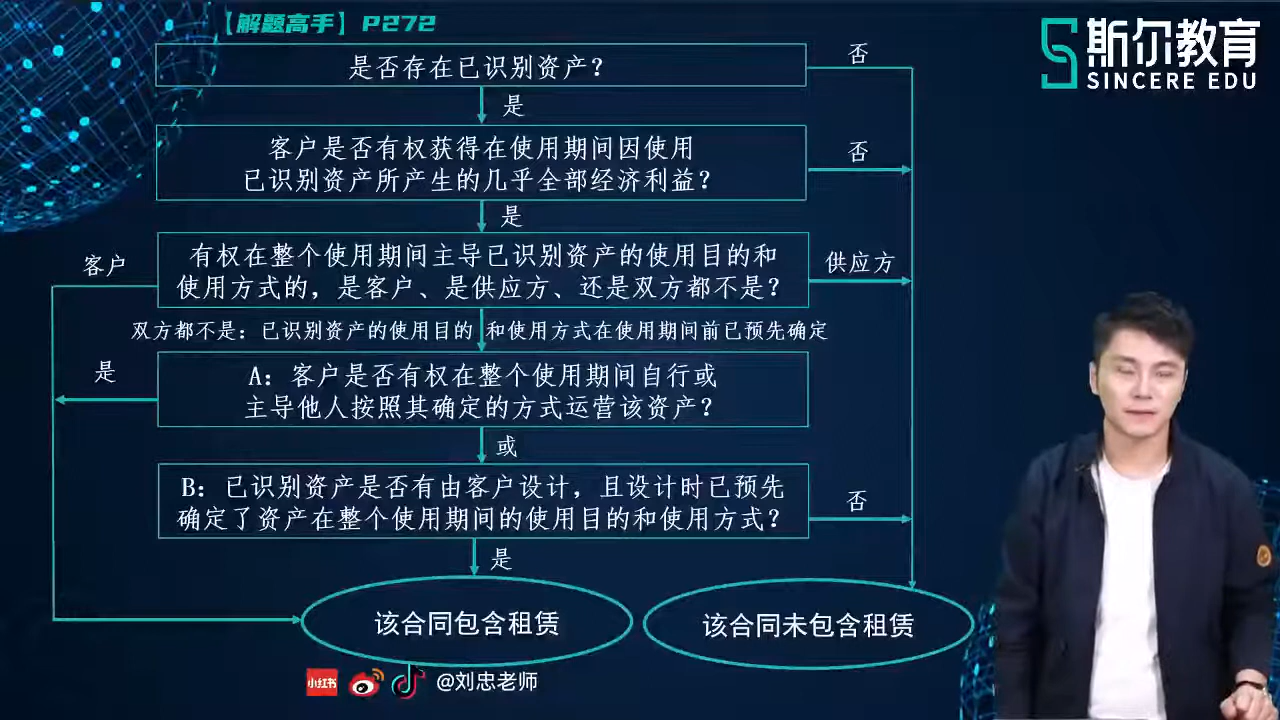 【解题高手】P272
斯尔教育
SINCERE EDU
是否存在已识别资产？
否
是
客户是否有权获得在使用期间因使用
已识别资产所产生的几乎全部经济利益？
否
是
客户
有权在整个使用期间主导已识别资产的使用目的和
使用方式的，是客户、是供应方、还是双方都不是？
供应方
双方都不是：已识别资产的使用目的 和使用方式在使用期间前已预先确定
是
A：客户是否有权在整个使用期间自行或
主导他人按照其确定的方式运营该资产？
或
B：已识别资产是否有由客户设计，且设计时已预先
确定了资产在整个使用期间的使用目的和使用方式？
否
是
该合同包含租赁
该合同未包含租赁
小红书
@刘忠老师